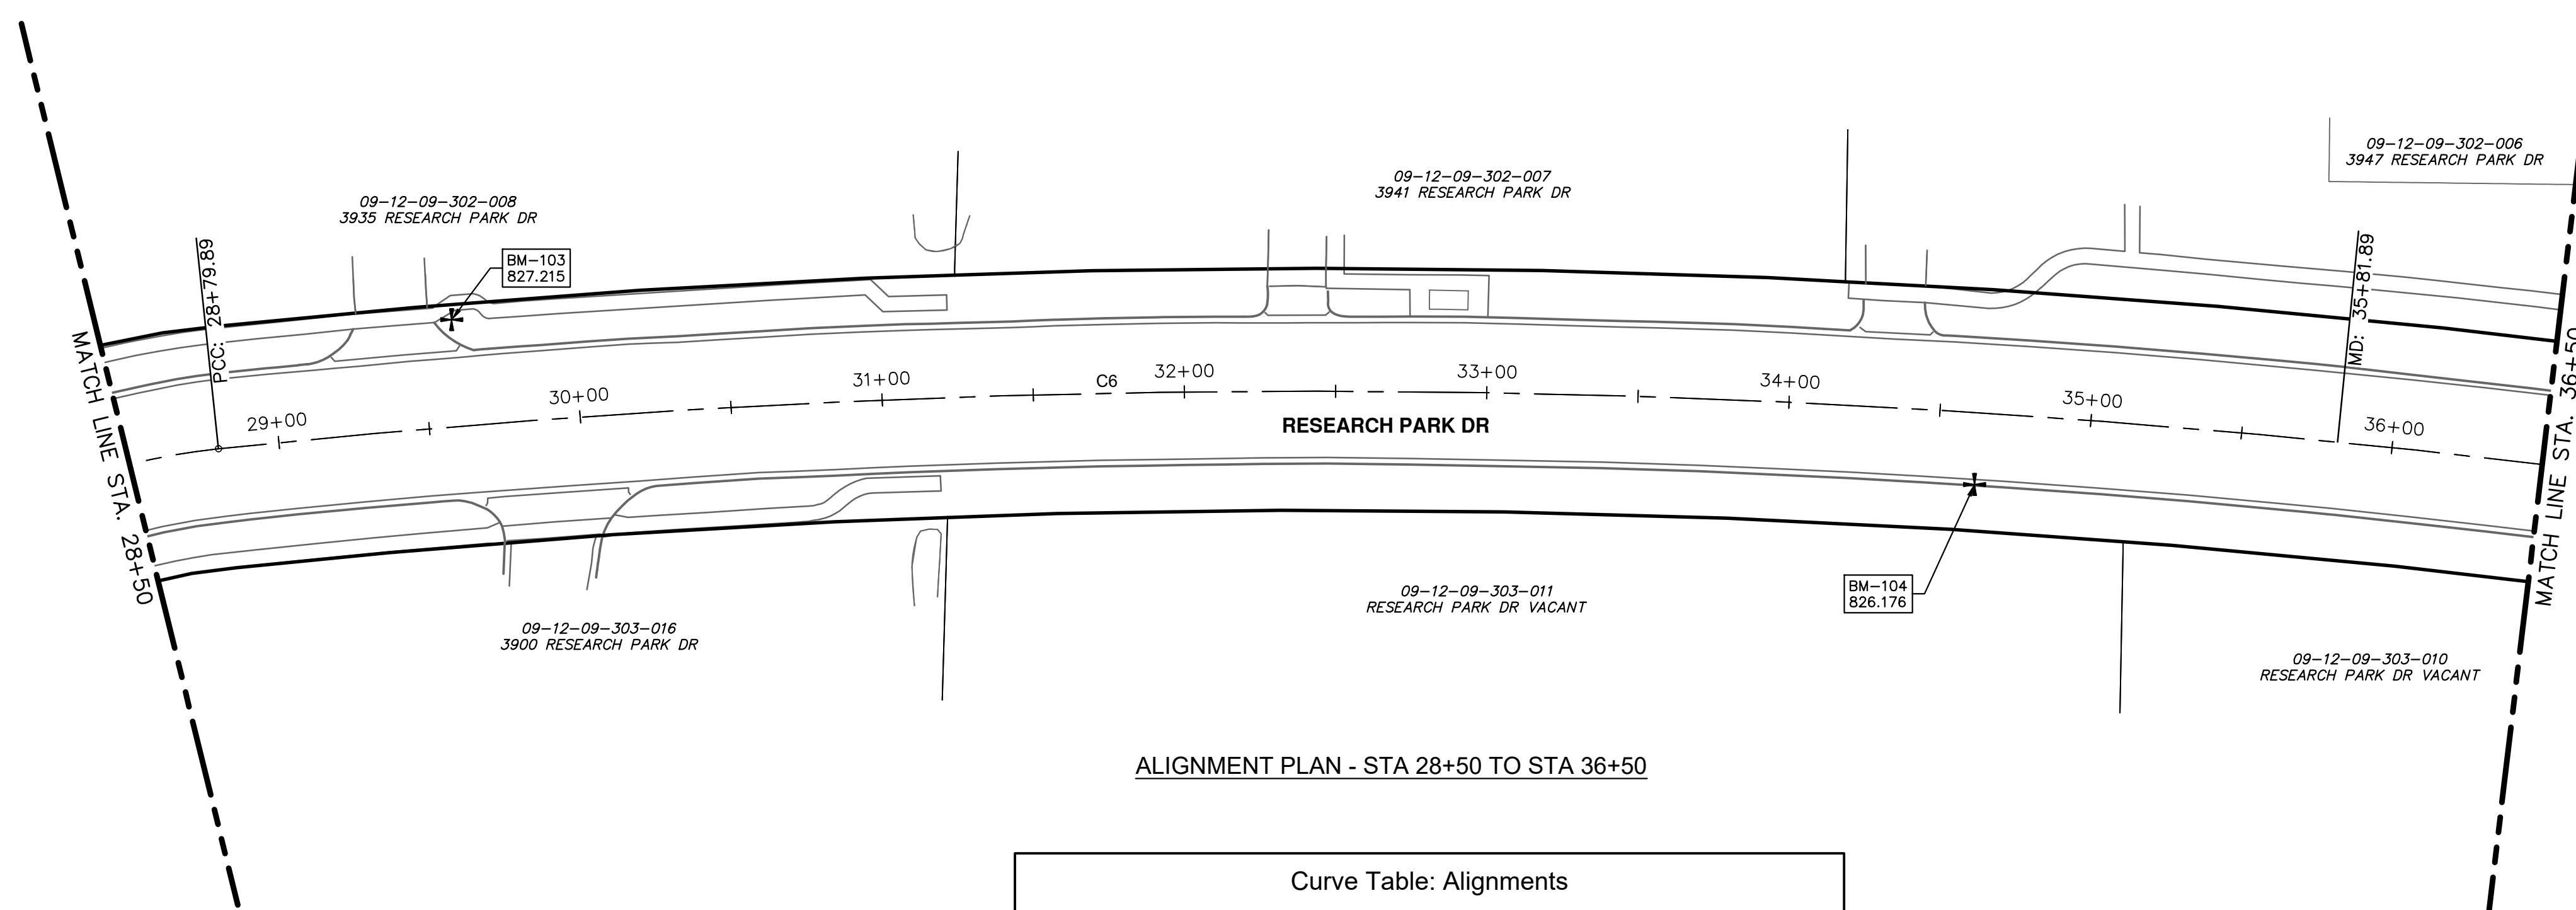 09-12-09-302-006
3947 RESEARCH PARK DR
09-12-09-302-007
3941 RESEARCH PARK DR
09-12-09-302-008
3935 RESEARCH PARK DR
BM-103
827.215
PCC: 28+79.89
MD: 35+81.89
MATCH LINE STA. 28+50
MATCH LINE STA. 36+50
29+00
30+00
31+00
C6
32+00
33+00
34+00
35+00
36+00
RESEARCH PARK DR
BM-104
826.176
09-12-09-303-011
RESEARCH PARK DR VACANT
09-12-09-303-016
3900 RESEARCH PARK DR
09-12-09-303-010
RESEARCH PARK DR VACANT
ALIGNMENT PLAN - STA 28+50 TO STA 36+50
Curve Table: Alignments